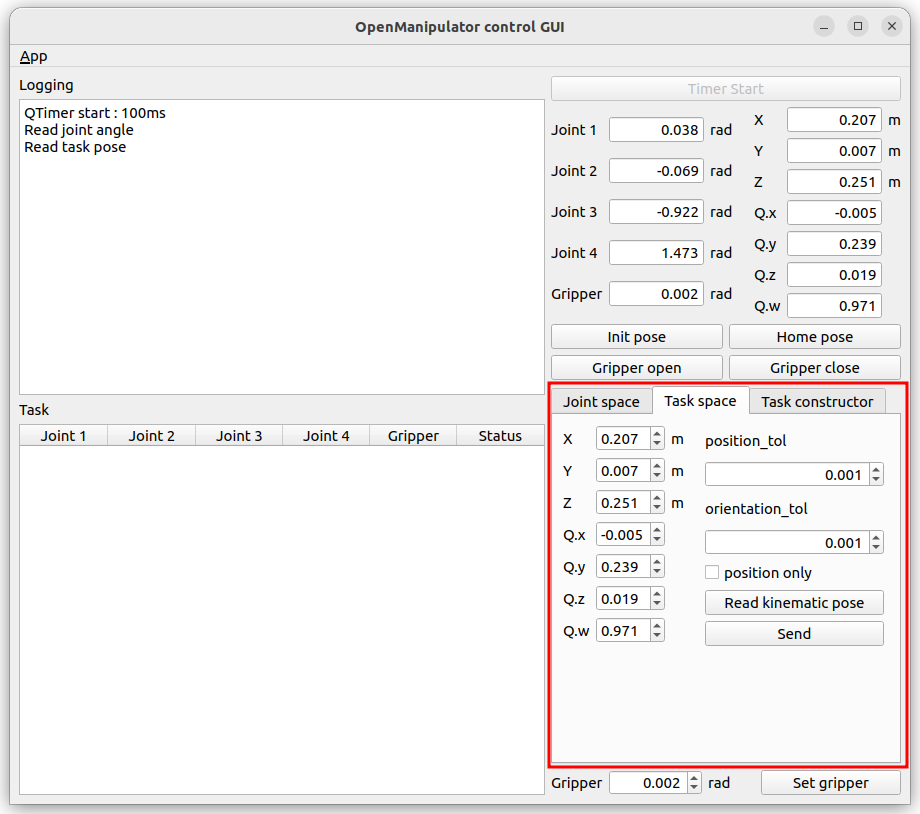 OpenManipulator control GUI
App
Logging
QTimer start : 100ms
Read joint angle
Read task pose
Timer Start
Joint 1 0.038 rad
Joint 2 -0.069 rad
Joint 3 -0.922 rad
Joint 4 1.473 rad
Gripper 0.002 rad
X 0.207 m
Y 0.007 m
Z 0.251 m
Q.x -0.005
Q.y 0.239
Q.z 0.019
Q.w 0.971
Init pose Home pose
Gripper open Gripper close
Task
Joint 1 Joint 2 Joint 3 Joint 4 Gripper Status
Joint space Task space Task constructor
X 0.207 m
Y 0.007 m
Z 0.251 m
Q.x -0.005
Q.y 0.239
Q.z 0.019
Q.w 0.971
position_tol
0.001
orientation_tol
0.001
position only
Read kinematic pose
Send
Gripper 0.002 rad Set gripper